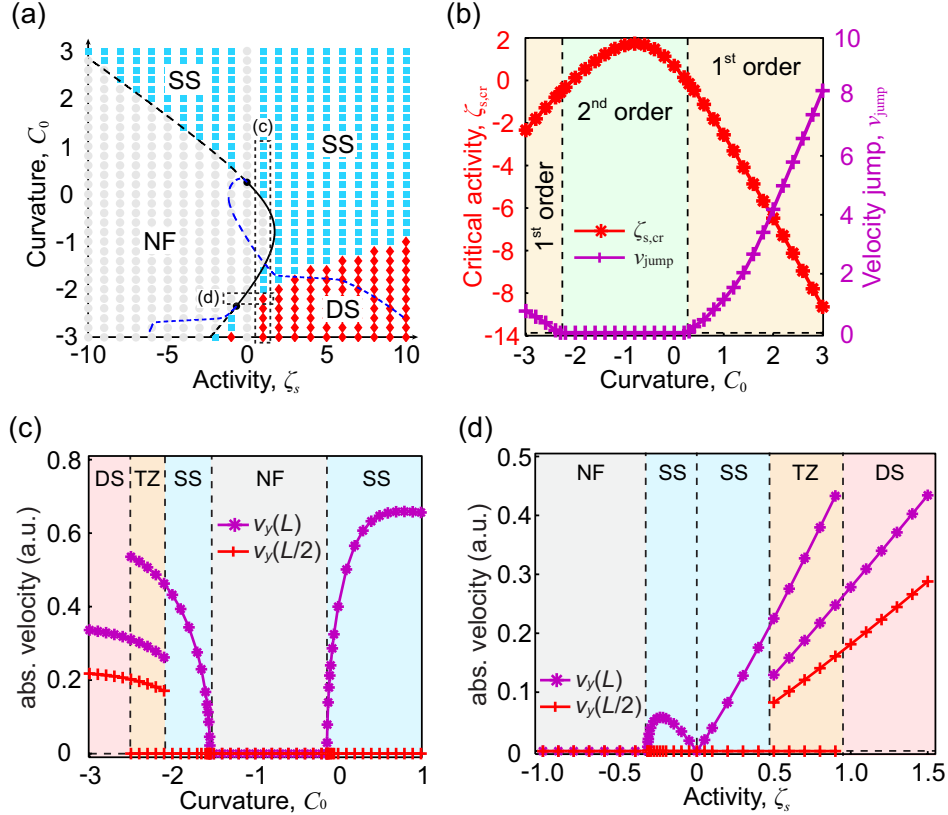 (a)
3
2
1
0
-1
-2
-3
Curvature, C₀
SS
SS
NF
DS
(c)
(d)
-10
-5
0
5
10
Activity, ζₛ
(b)
2
0
-2
-4
-6
-8
-14
Critical activity, ζs,cr
1st order
2nd order
1st order
ζs,cr
vjump
10
8
6
4
2
0
Velocity jump, vjump
-3
-2
-1
0
1
2
3
Curvature, C₀
(c)
0.8
0.6
0.4
0.2
0
abs. velocity (a.u.)
DS
TZ
SS
NF
SS
vy(L)
vy(L/2)
-3
-2
-1
0
1
Curvature, C₀
(d)
0.5
0.4
0.3
0.2
0.1
0
abs. velocity (a.u.)
NF
SS
SS
TZ
DS
vy(L)
vy(L/2)
-1.0
-0.5
0
0.5
1.0
1.5
Activity, ζₛ